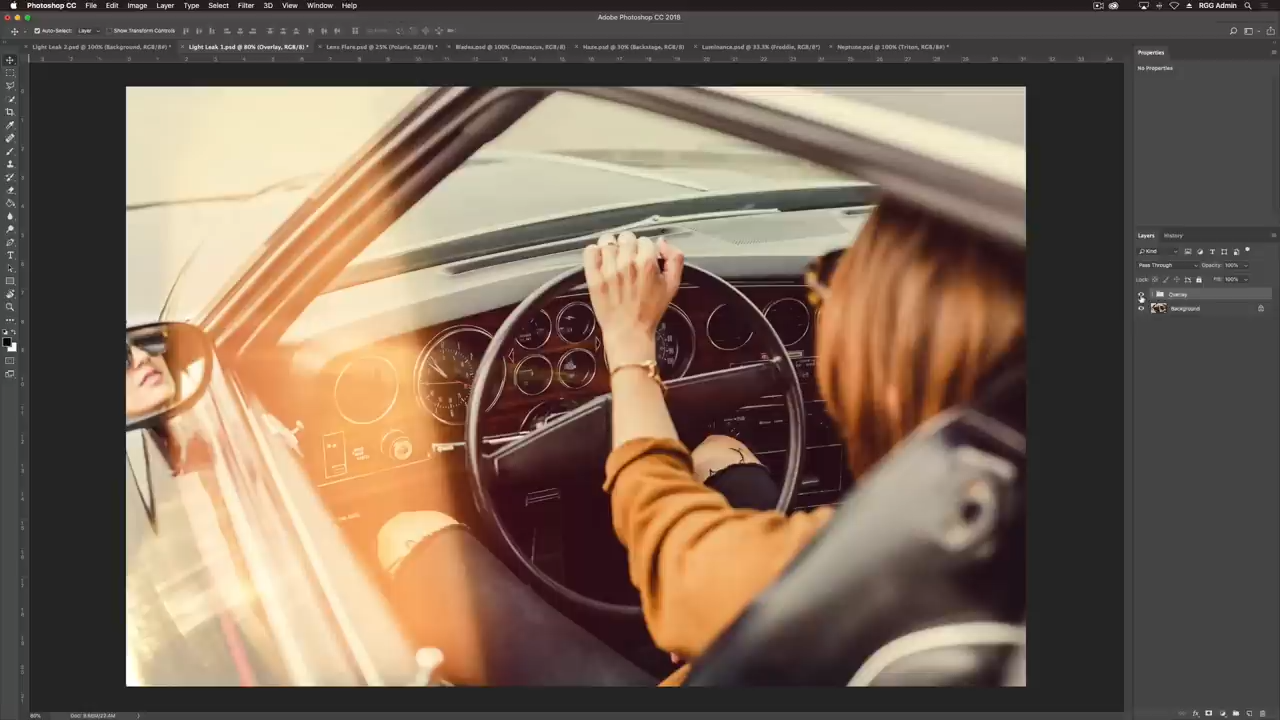 Photoshop CC File Edit Image Layer Type Select Filter 3D View Window Help RGG Admin
Adobe Photoshop CC 2018
Auto-Select: Layer Show Transform Controls
Light Leak 2.psd @ 100% (Background, RGB/8#) * Light Leak 1.psd @ 80% (Overlay, RGB/8#) * Lens Flare.psd @ 25% (Polaris, RGB/8*) Blades.psd @ 100% (Damascus, RGB/8) Haze.psd @ 30% (Backstage, RGB/8) Luminance.psd @ 33.3% (Freddie, RGB/8*) Neptune.psd @ 100% (Triton, RGB/8#) *
Properties
No Properties
Layers History
Kind
Pass Through Opacity: 100%
Lock: Fill: 100%
Overlay
Background
80%